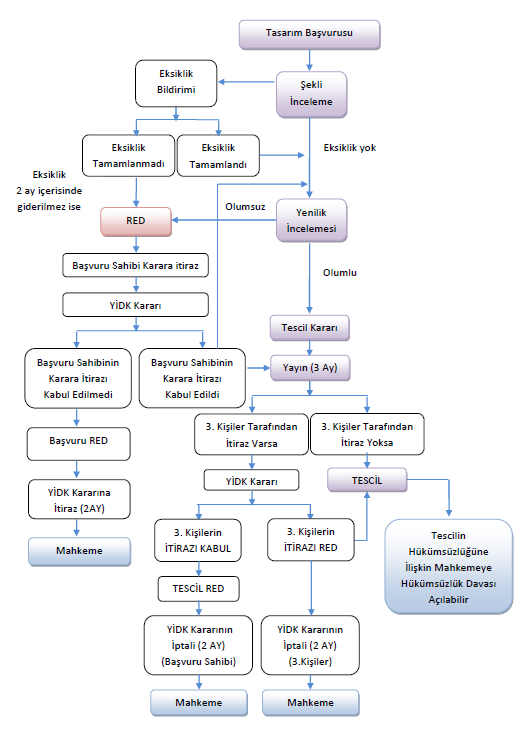 Tasarım Başvurusu
Eksiklik
Bildirimi
Şekli
İnceleme
Eksiklik
Tamamlanmadı
Eksiklik
Tamamlandı
Eksiklik yok
Eksiklik
2 ay içerisinde
giderilmez ise
RED
Olumsuz
Yenilik
İncelemesi
Başvuru Sahibi Karara itiraz
Olumlu
YİDK Kararı
Tescil Kararı
Başvuru Sahibinin
Karara İtirazı
Kabul Edilmedi
Başvuru Sahibinin
Karara İtirazı
Kabul Edildi
Yayın (3 Ay)
Başvuru RED
3. Kişiler Tarafından
İtiraz Varsa
3. Kişiler Tarafından
İtiraz Yoksa
YİDK Kararı
TESCİL
YİDK Kararına
İtiraz (2AY)
Mahkeme
3. Kişilerin
İTİRAZI KABUL
3. Kişilerin
İTİRAZI RED
Tescilin
Hükümsüzlüğüne
İlişkin Mahkemeye
Hükümsüzlük Davası
Açılabilir
TESCİL RED
YİDK Kararının
İptali (2 AY)
(Başvuru Sahibi)
YİDK Kararının
İptali (2 AY)
(3.Kişiler)
Mahkeme
Mahkeme